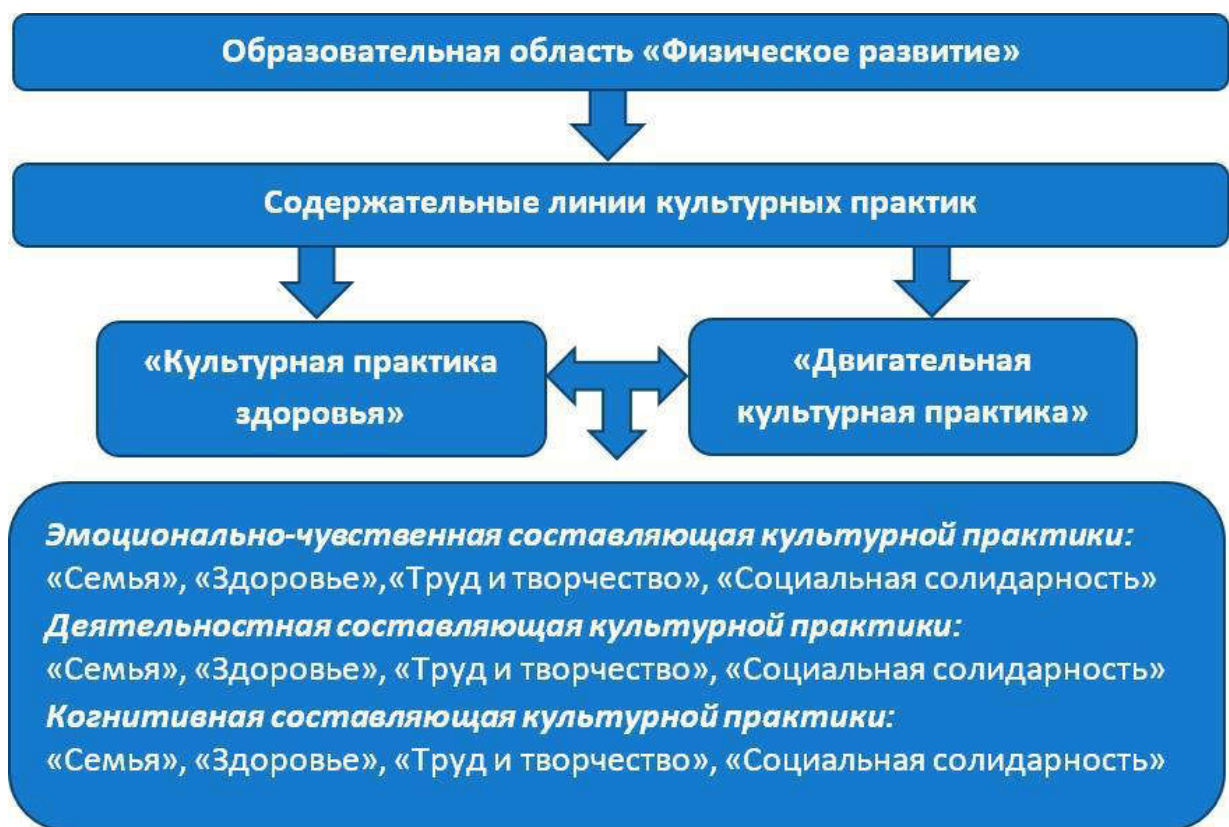 Образовательная область «Физическое развитие»
Содержательные линии культурных практик
«Культурная практика
здоровья»
«Двигательная
культурная практика»
Эмоционально-чувственная составляющая культурной практики:
«Семья», «Здоровье»,«Труд и творчество», «Социальная солидарность»
Деятельностная составляющая культурной практики:
«Семья», «Здоровье», «Труд и творчество», «Социальная солидарность»
Когнитивная составляющая культурной практики:
«Семья», «Здоровье», «Труд и творчество», «Социальная солидарность»